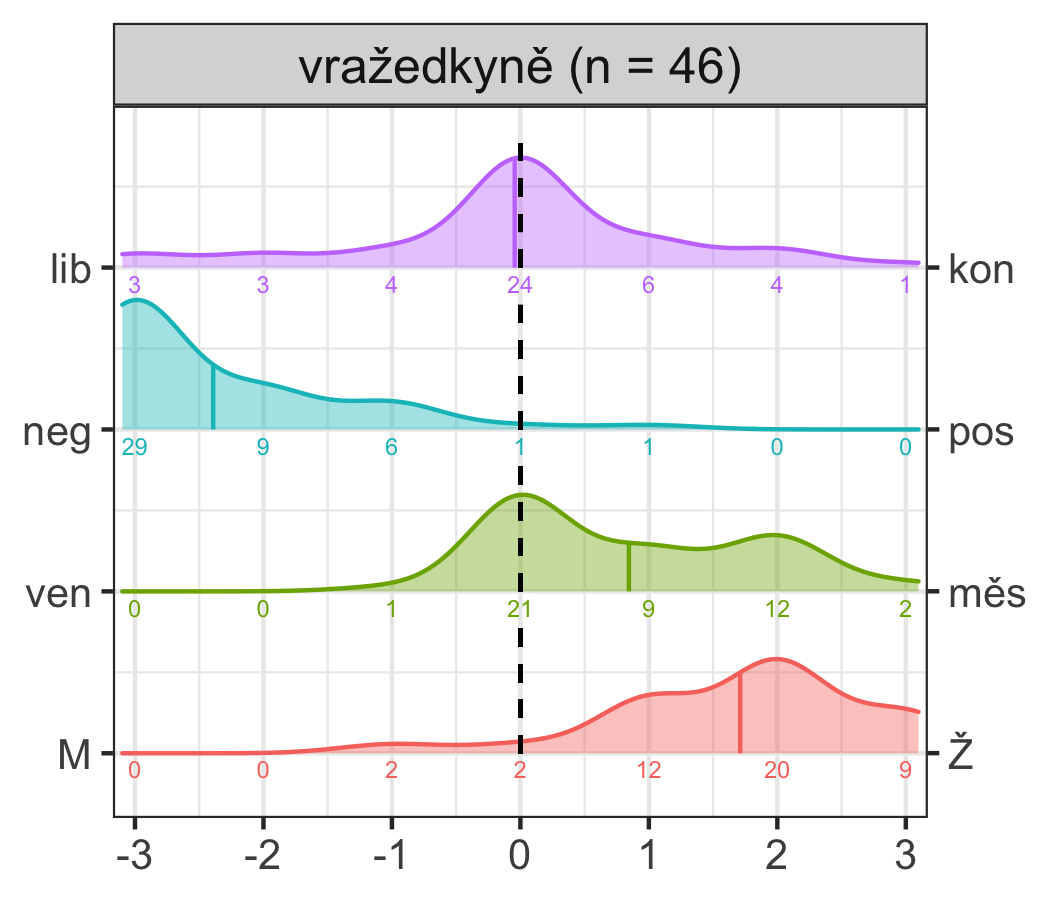 vražedkyně (n = 46)
lib kon
3 3 4 24 6 4 1
neg pos
29 9 6 1 1 0 0
ven měs
0 0 1 21 9 12 2
M Ž
0 0 2 2 12 20 9
-3 -2 -1 0 1 2 3